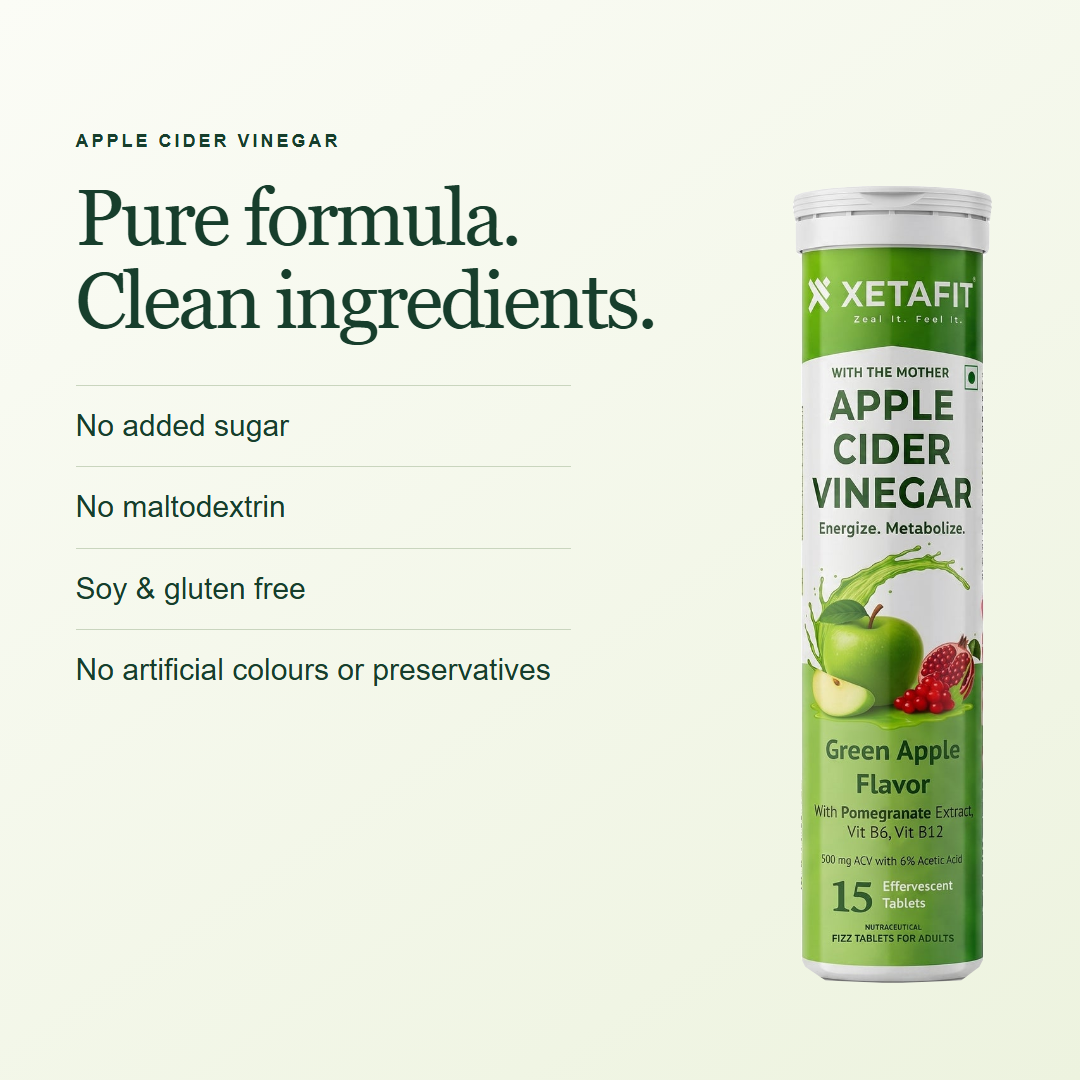 APPLE CIDER VINEGAR
Pure formula.
Clean ingredients.
No added sugar
No maltodextrin
Soy & gluten free
No artificial colours or preservatives
XETAFIT
Zeal It. Feel It.
WITH THE MOTHER
APPLE
CIDER
VINEGAR
Energize. Metabolize.
Green Apple
Flavor
With Pomegranate Extract,
Vit B6, Vit B12
500 mg ACV with 6% Acetic Acid
15 Effervescent
Tablets
NUTRACEUTICAL
FIZZ TABLETS FOR ADULTS